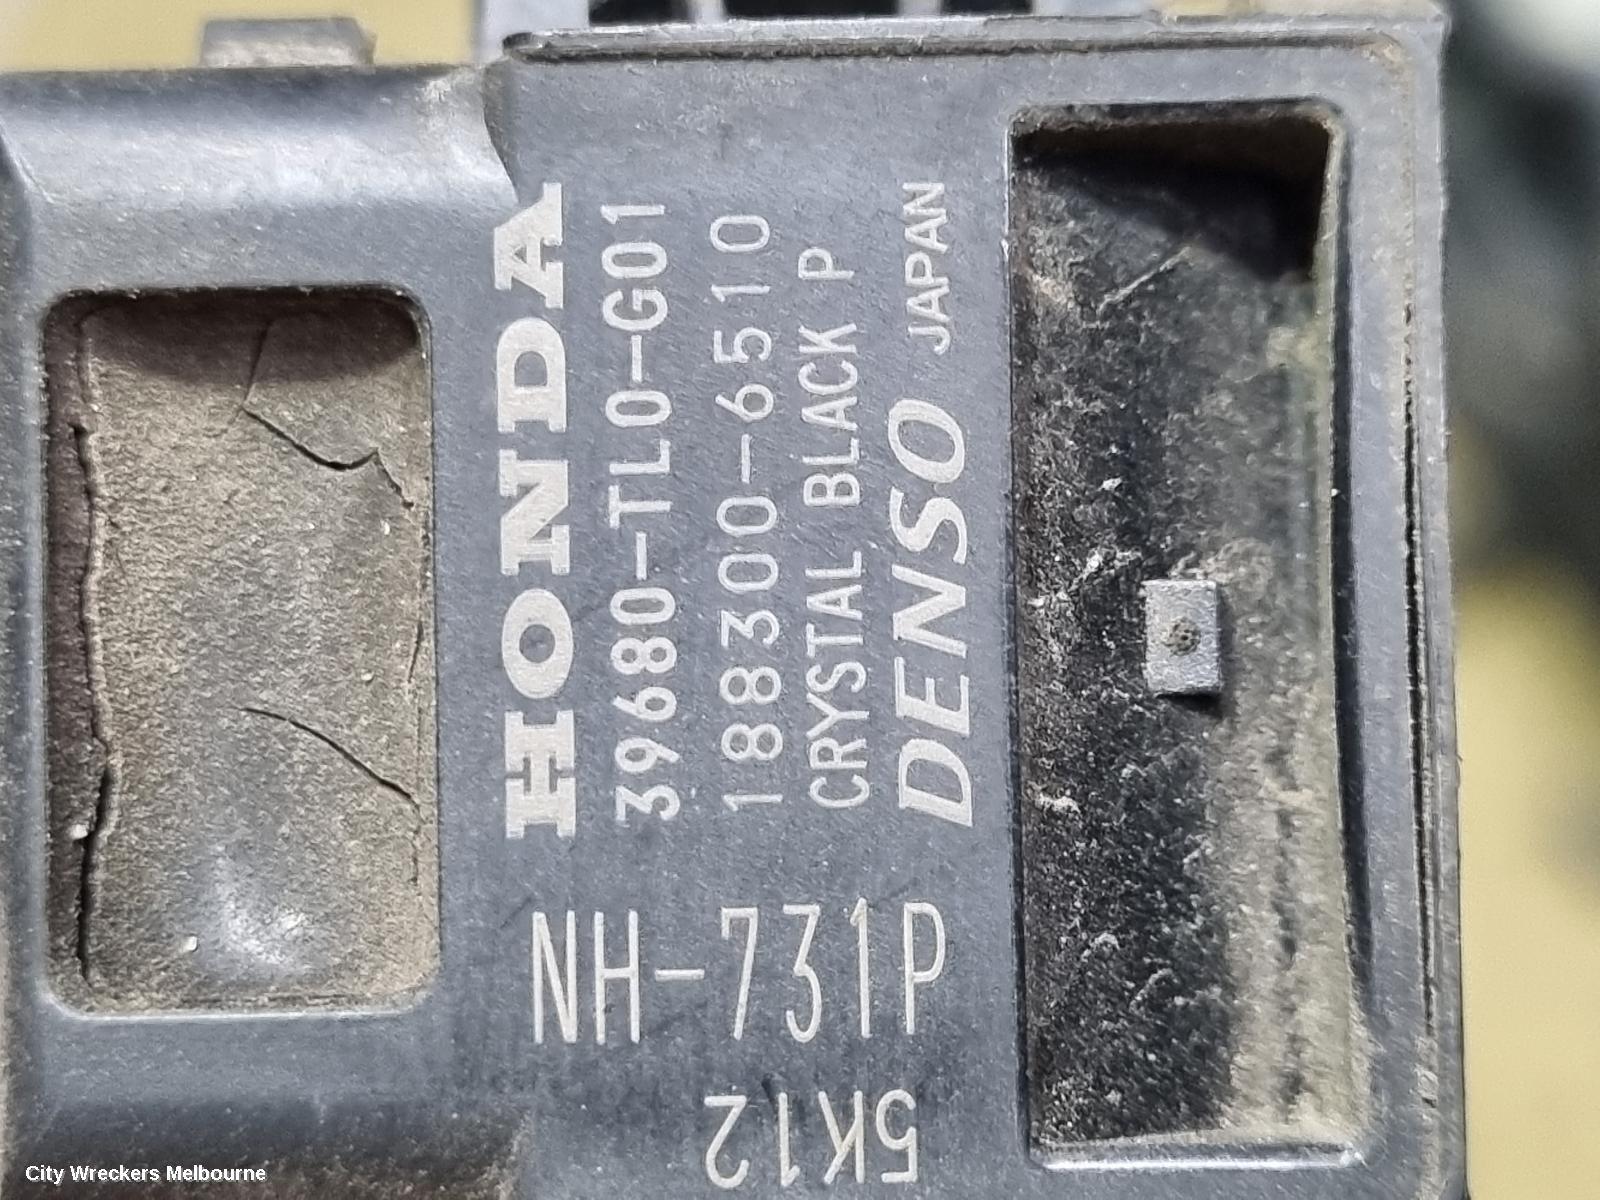 HONDA
39680-TL0-G01
188300-6510
CRYSTAL BLACK P
DENSO JAPAN
NH-731P
5K12
City Wreckers Melbourne